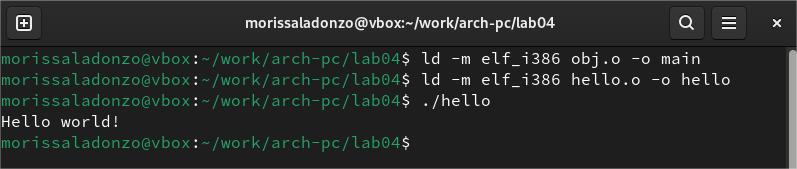 morissaladonzo@vbox:~/work/arch-pc/lab04
morissaladonzo@vbox:~/work/arch-pc/lab04$ ld -m elf_i386 obj.o -o main
morissaladonzo@vbox:~/work/arch-pc/lab04$ ld -m elf_i386 hello.o -o hello
morissaladonzo@vbox:~/work/arch-pc/lab04$ ./hello
Hello world!
morissaladonzo@vbox:~/work/arch-pc/lab04$